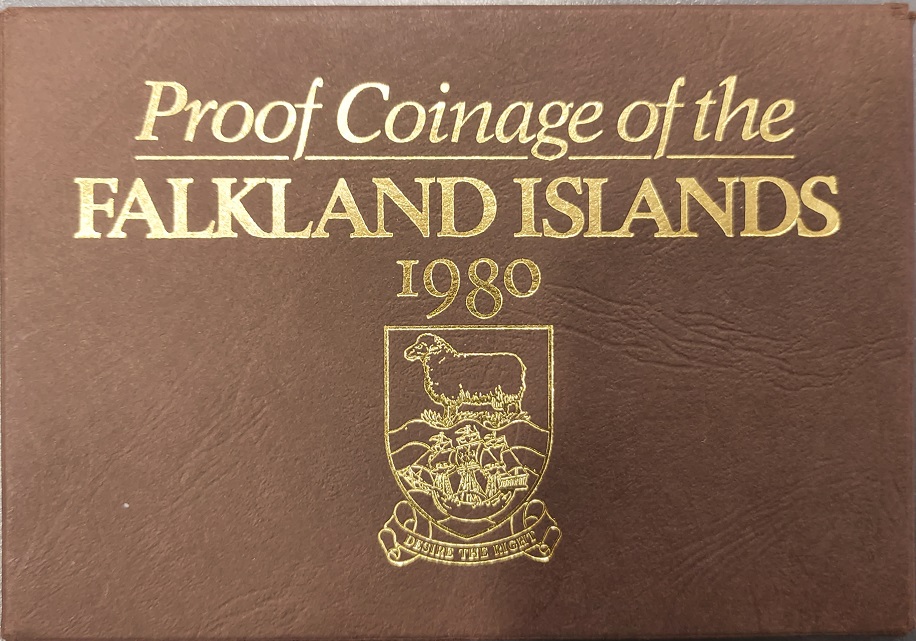 Proof Coinage of the
FALKLAND ISLANDS
1980
DESIRE THE RIGHT